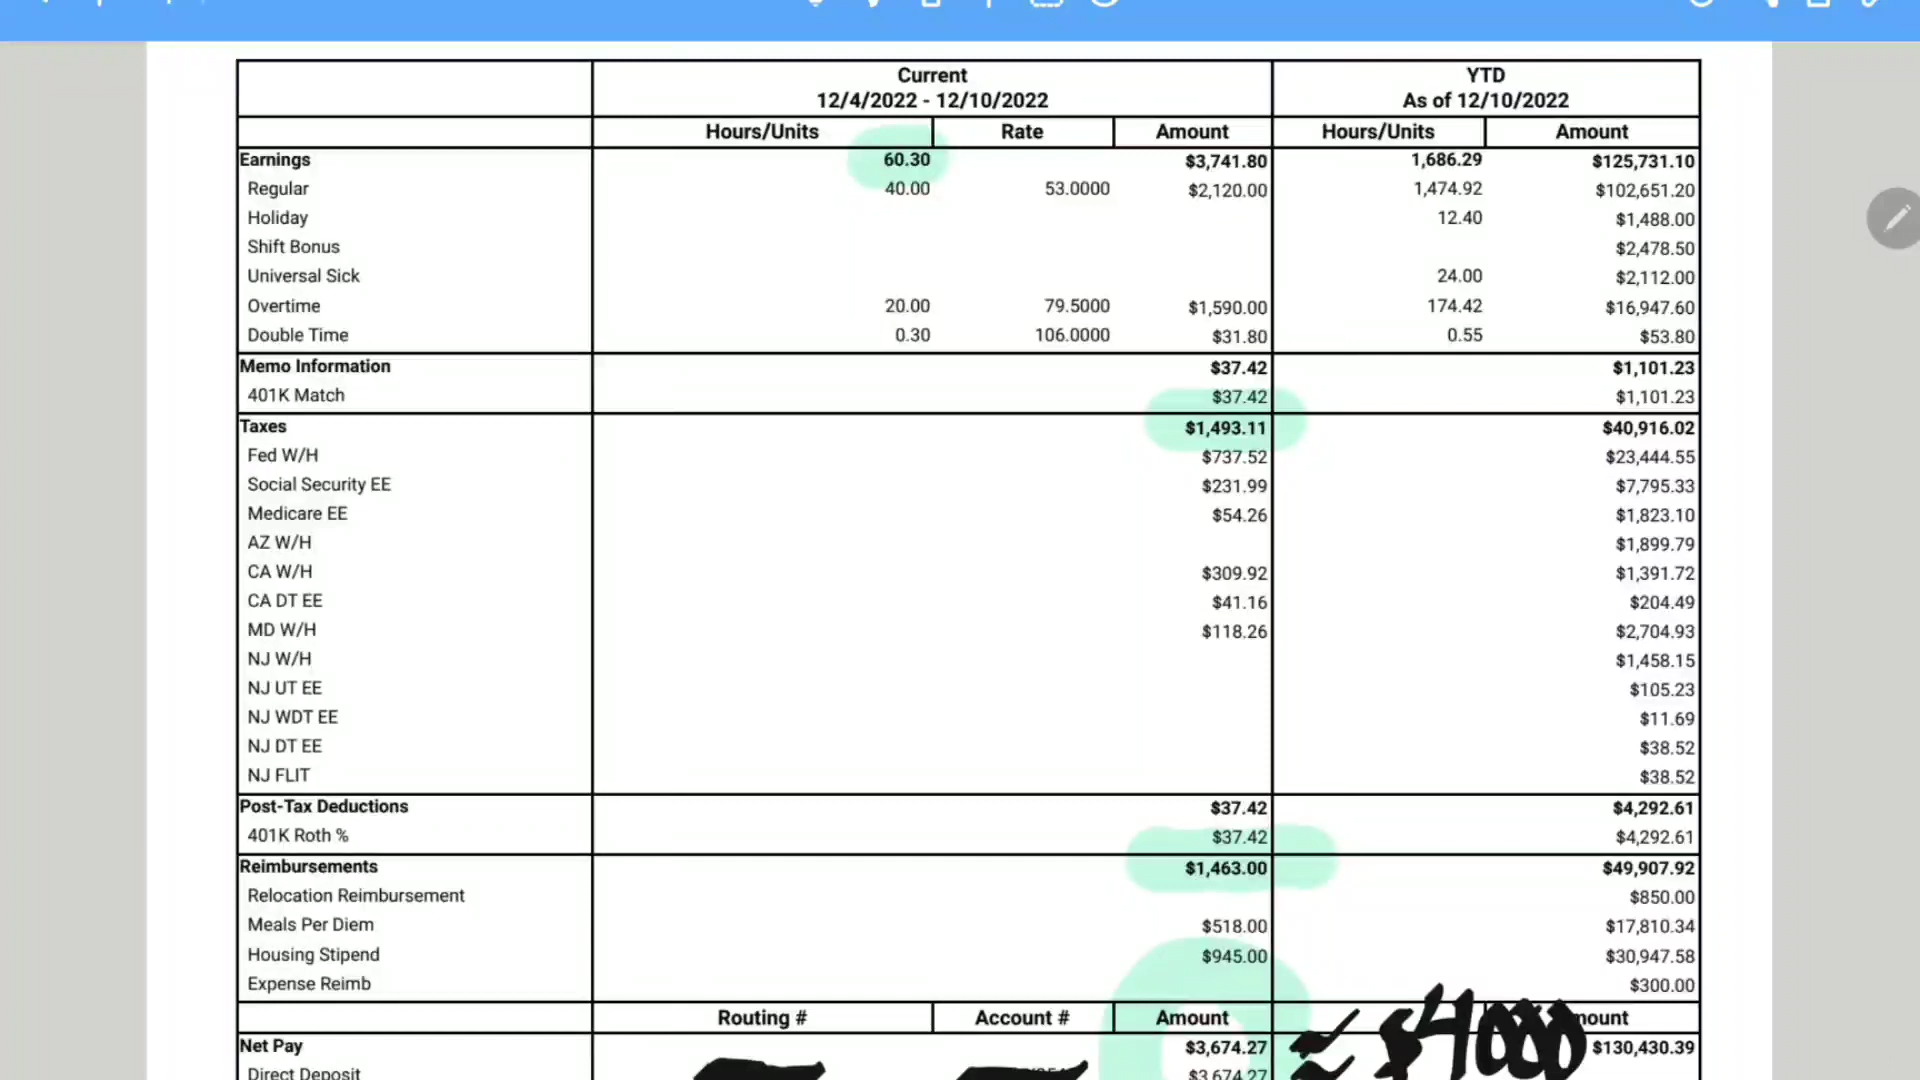 Current YTD
12/4/2022 - 12/10/2022 As of 12/10/2022
Hours/Units Rate Amount Hours/Units Amount
Earnings 60.30 $3,741.80 1,686.29 $125,731.10
Regular 40.00 53.0000 $2,120.00 1,474.92 $102,651.20
Holiday 12.40 $1,488.00
Shift Bonus $2,478.50
Universal Sick 24.00 $2,112.00
Overtime 20.00 79.5000 $1,590.00 174.42 $16,947.60
Double Time 0.30 106.0000 $31.80 0.55 $53.80
Memo Information $37.42 $1,101.23
401K Match $37.42 $1,101.23
Taxes $1,493.11 $40,916.02
Fed W/H $737.52 $23,444.55
Social Security EE $231.99 $7,795.33
Medicare EE $54.26 $1,823.10
AZ W/H $1,899.79
CA W/H $309.92 $1,391.72
CA DT EE $41.16 $204.49
MD W/H $118.26 $2,704.93
NJ W/H $1,458.15
NJ UT EE $105.23
NJ WDT EE $11.69
NJ DT EE $38.52
NJ FLIT $38.52
Post-Tax Deductions $37.42 $4,292.61
401K Roth % $37.42 $4,292.61
Reimbursements $1,463.00 $49,907.92
Relocation Reimbursement $850.00
Meals Per Diem $518.00 $17,810.34
Housing Stipend $945.00 $30,947.58
Expense Reimb $300.00
Routing # Account # Amount mount
Net Pay $3,674.27 ≈ $4000 $130,430.39
Direct Deposit $3,674.27